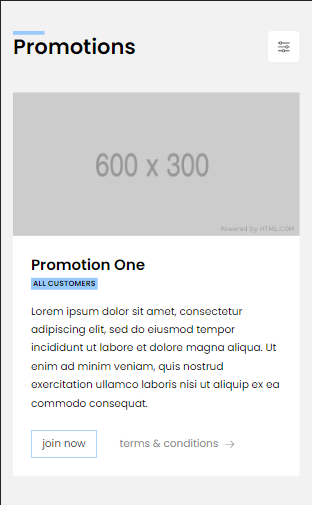 Promotions
600 x 300
Powered by HTML.COM
Promotion One
ALL CUSTOMERS
Lorem ipsum dolor sit amet, consectetur
adipiscing elit, sed do eiusmod tempor
incididunt ut labore et dolore magna aliqua. Ut
enim ad minim veniam, quis nostrud
exercitation ullamco laboris nisi ut aliquip ex ea
commodo consequat.
join now terms & conditions →